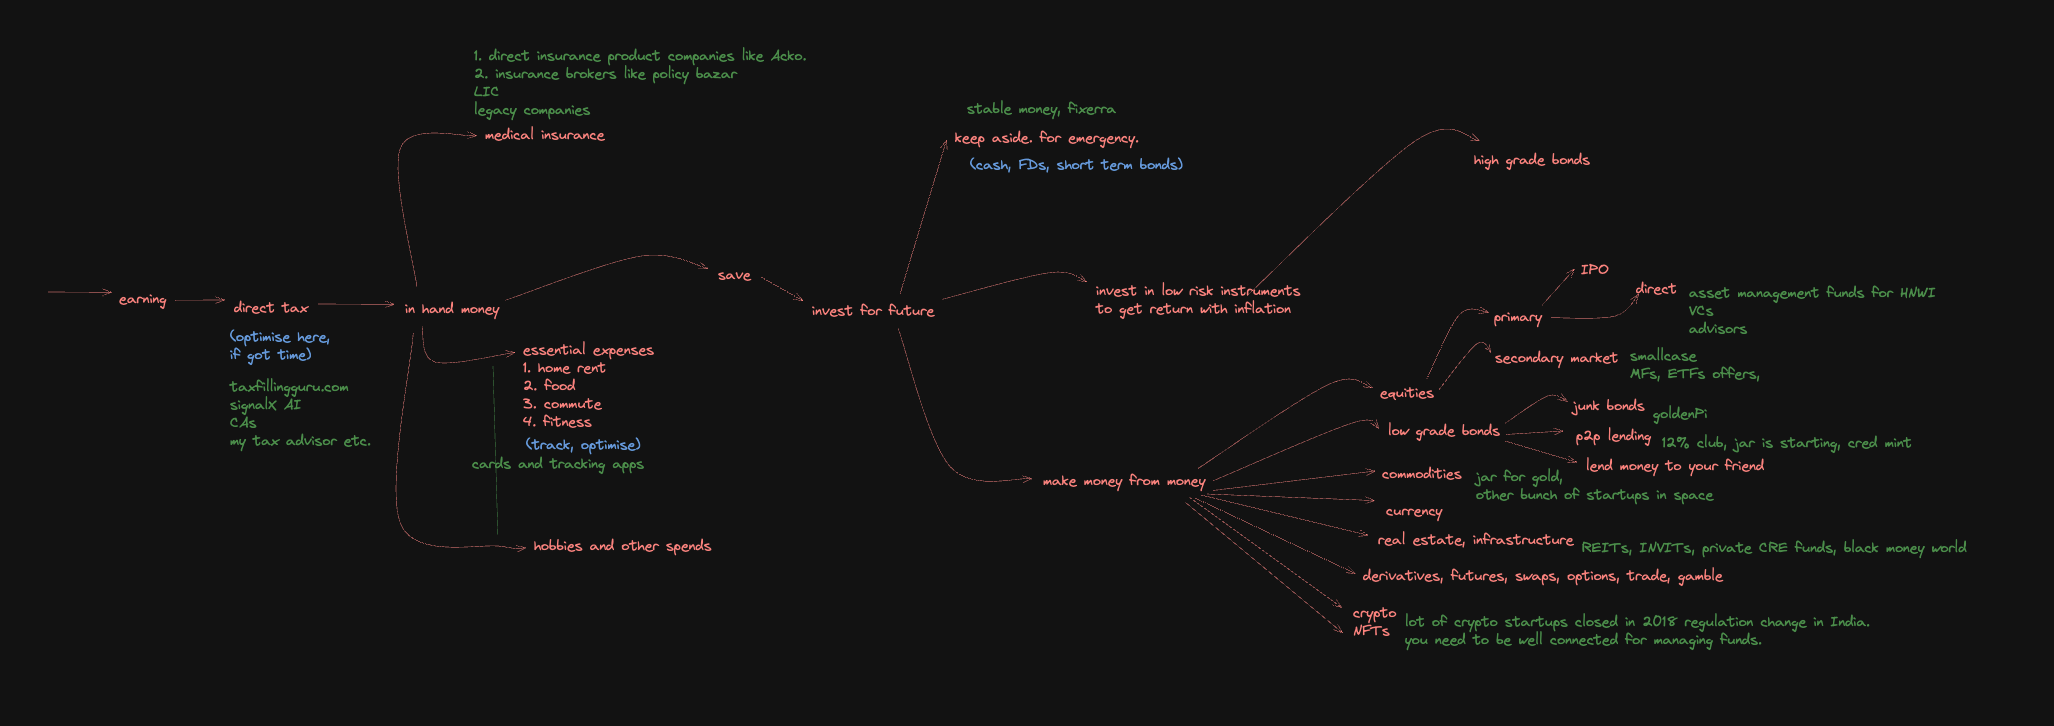 1. direct insurance product companies like Acko.
2. insurance brokers like policy bazar
LIC
legacy companies
medical insurance
earning
direct tax
(optimise here,
if got time)
taxfillingguru.com
signalX AI
CAs
my tax advisor etc.
in hand money
essential expenses
1. home rent
2. food
3. commute
4. fitness
(track, optimise)
cards and tracking apps
hobbies and other spends
save
invest for future
stable money, fixerra
keep aside. for emergency.
(cash, FDs, short term bonds)
invest in low risk instruments
to get return with inflation
high grade bonds
make money from money
equities
primary
IPO
direct
asset management funds for HNWI
VCs
advisors
secondary market
smallcase
MFs, ETFs offers,
low grade bonds
junk bonds
goldenPi
p2p lending
12% club, jar is starting, cred mint
lend money to your friend
commodities
jar for gold,
other bunch of startups in space
currency
real estate, infrastructure
REITs, INVITs, private CRE funds, black money world
derivatives, futures, swaps, options, trade, gamble
crypto
NFTs
lot of crypto startups closed in 2018 regulation change in India.
you need to be well connected for managing funds.